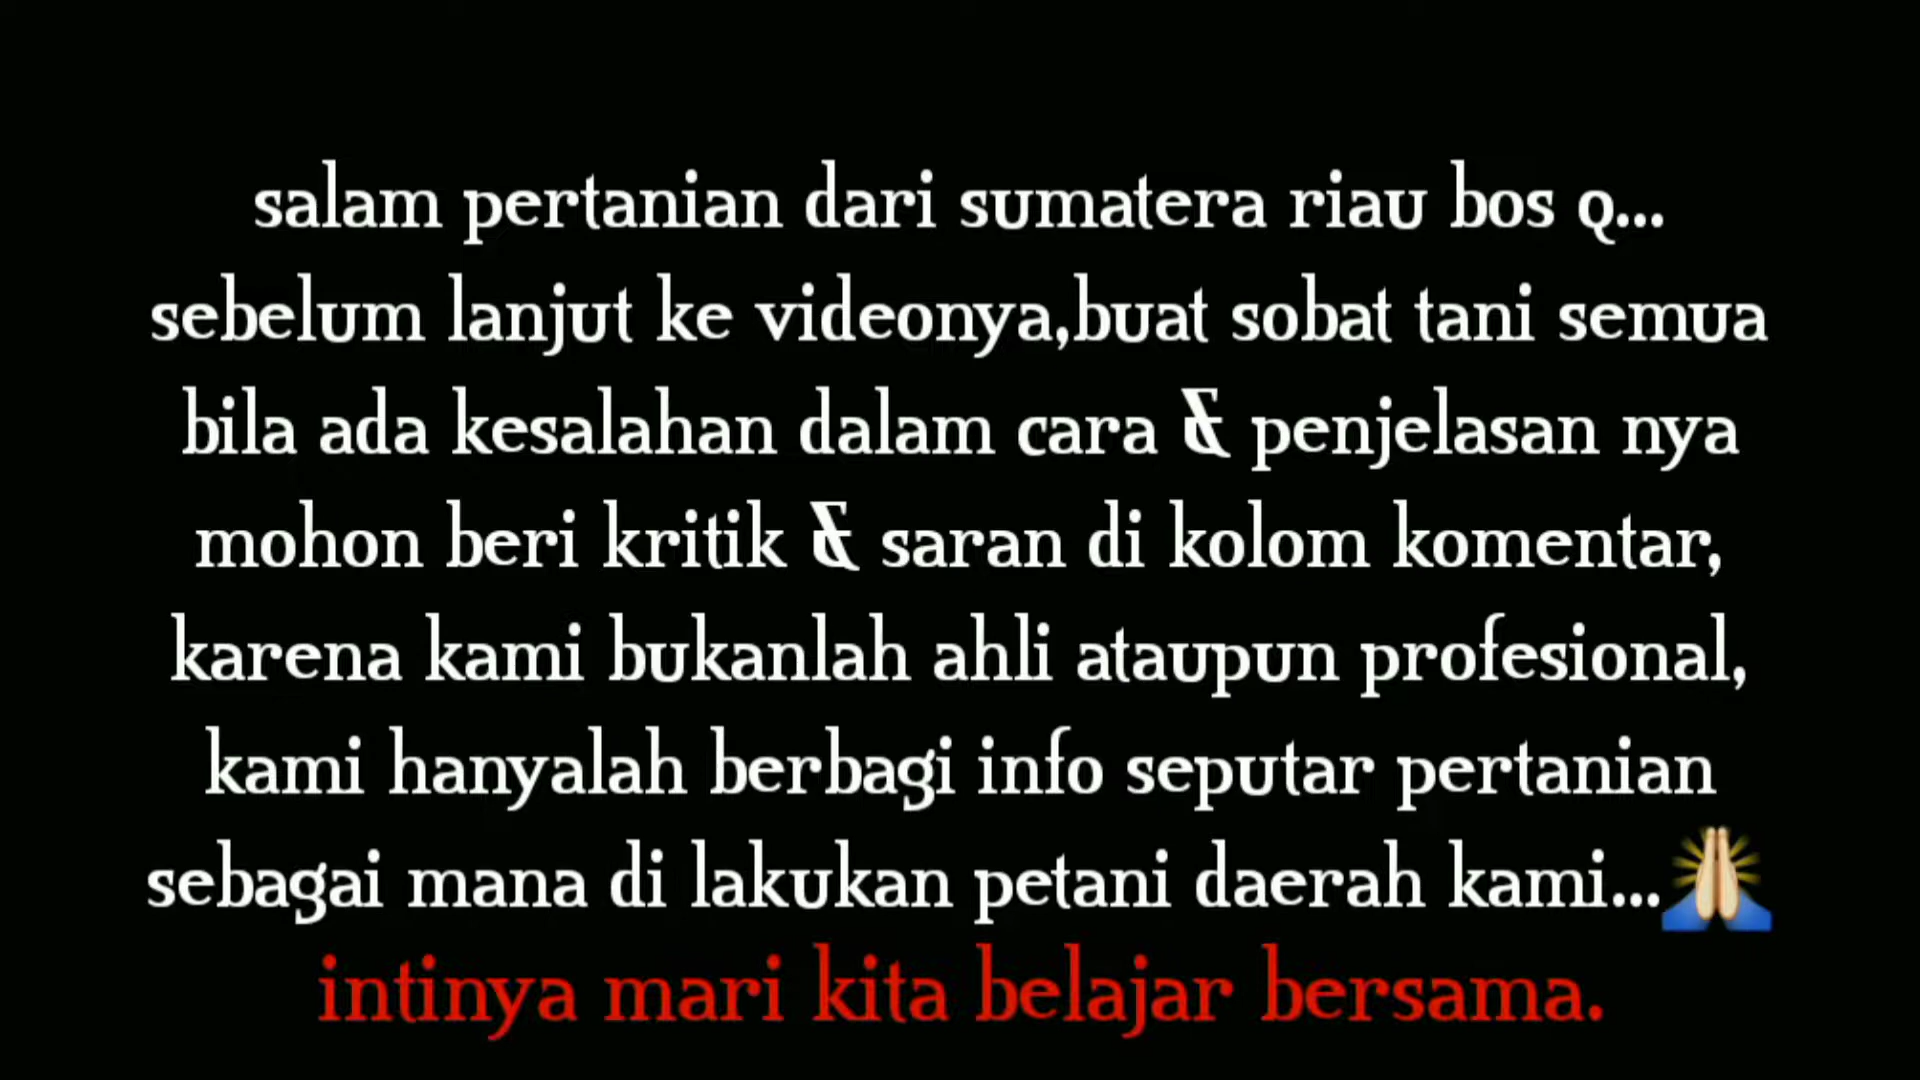 salam pertanian dari sumatera riau bos q...
sebelum lanjut ke videonya,buat sobat tani semua
bila ada kesalahan dalam cara & penjelasan nya
mohon beri kritik & saran di kolom komentar,
karena kami bukanlah ahli ataupun profesional,
kami hanyalah berbagi info seputar pertanian
sebagai mana di lakukan petani daerah kami...🙏
intinya mari kita belajar bersama.